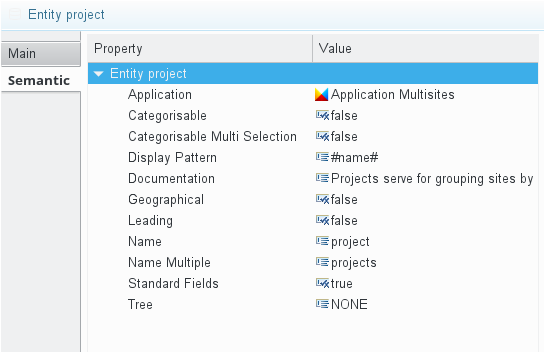 Entity project
Main
Semantic
Property Value
Entity project
Application Application Multisites
Categorisable false
Categorisable Multi Selection false
Display Pattern #name#
Documentation Projects serve for grouping sites by
Geographical false
Leading false
Name project
Name Multiple projects
Standard Fields true
Tree NONE